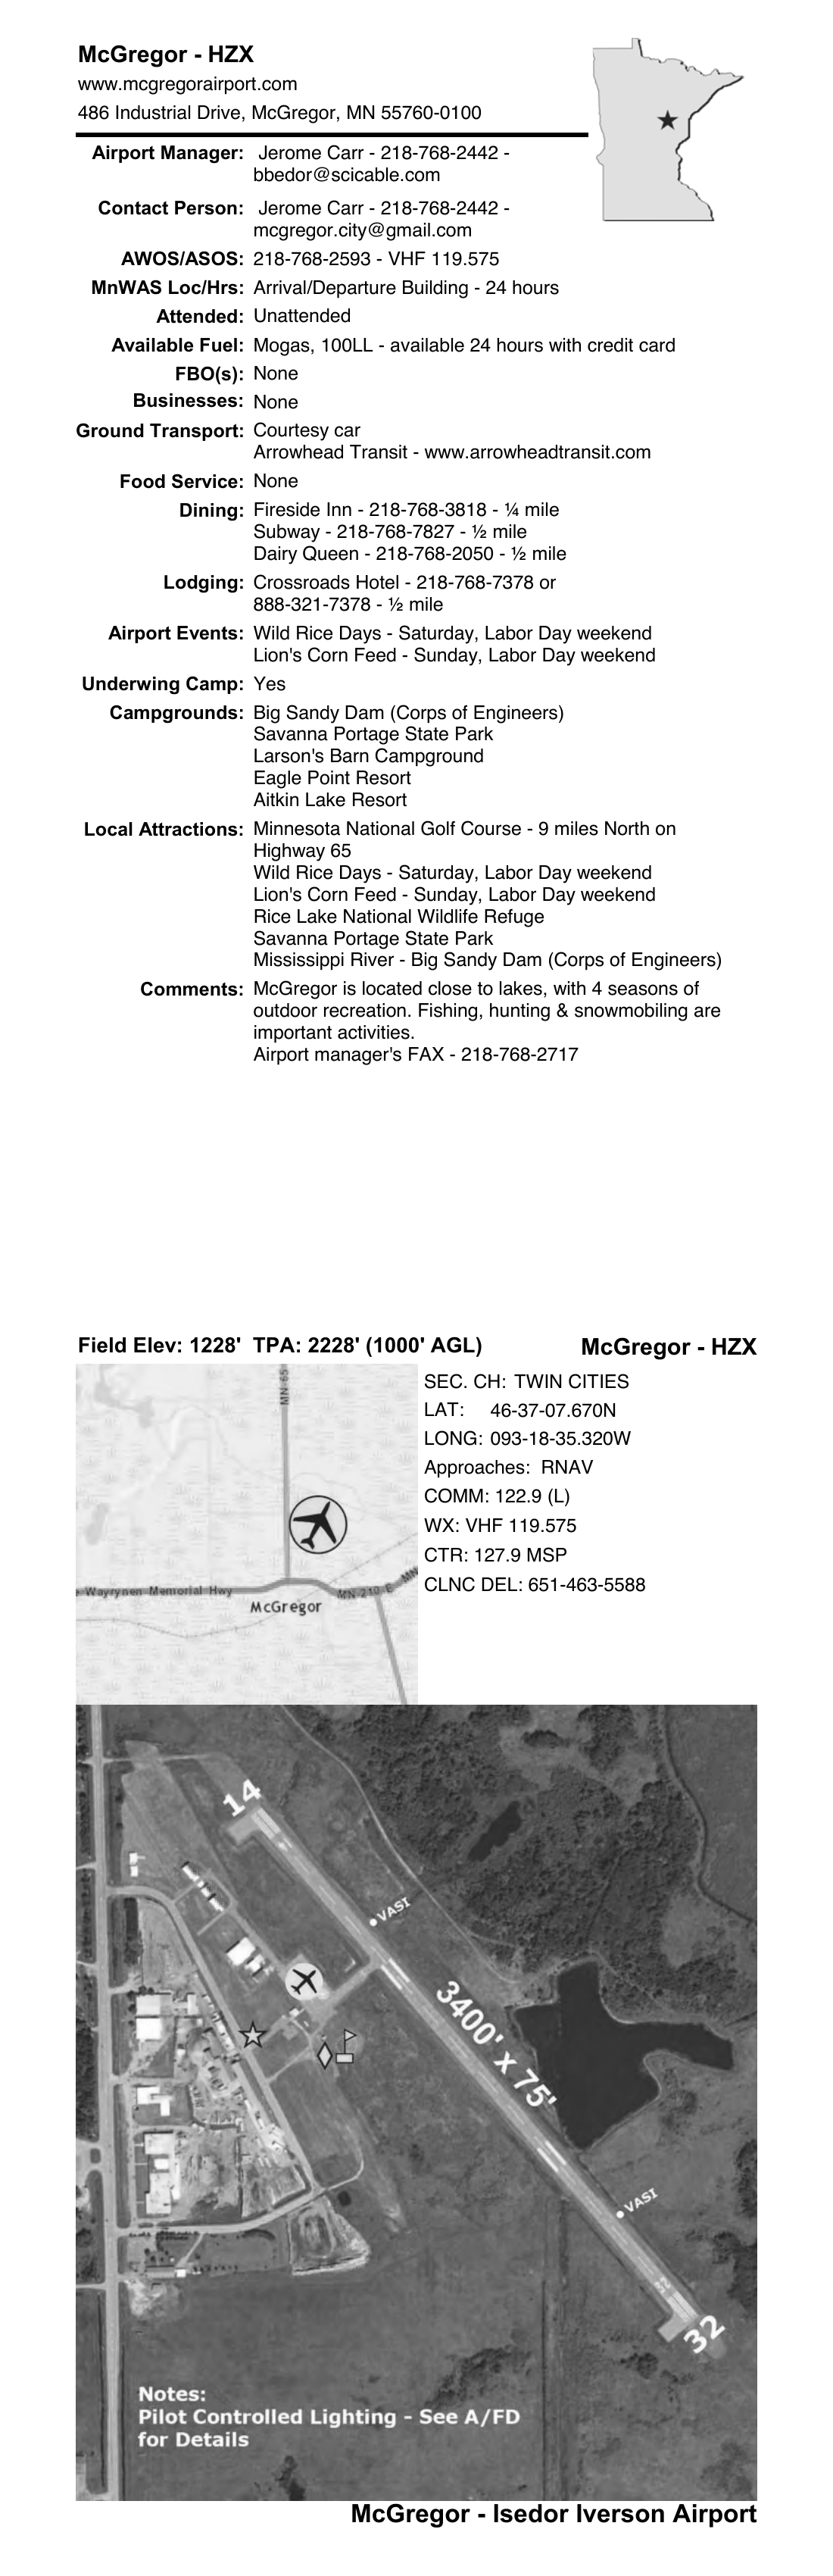 McGregor - HZX
www.mcgregorairport.com
486 Industrial Drive, McGregor, MN 55760-0100
Airport Manager: Jerome Carr - 218-768-2442 -
bbedor@scicable.com
Contact Person: Jerome Carr - 218-768-2442 -
mcgregor.city@gmail.com
AWOS/ASOS: 218-768-2593 - VHF 119.575
MnWAS Loc/Hrs: Arrival/Departure Building - 24 hours
Attended: Unattended
Available Fuel: Mogas, 100LL - available 24 hours with credit card
FBO(s): None
Businesses: None
Ground Transport: Courtesy car
Arrowhead Transit - www.arrowheadtransit.com
Food Service: None
Dining: Fireside Inn - 218-768-3818 - ¼ mile
Subway - 218-768-7827 - ½ mile
Dairy Queen - 218-768-2050 - ½ mile
Lodging: Crossroads Hotel - 218-768-7378 or
888-321-7378 - ½ mile
Airport Events: Wild Rice Days - Saturday, Labor Day weekend
Lion's Corn Feed - Sunday, Labor Day weekend
Underwing Camp: Yes
Campgrounds: Big Sandy Dam (Corps of Engineers)
Savanna Portage State Park
Larson's Barn Campground
Eagle Point Resort
Aitkin Lake Resort
Local Attractions: Minnesota National Golf Course - 9 miles North on
Highway 65
Wild Rice Days - Saturday, Labor Day weekend
Lion's Corn Feed - Sunday, Labor Day weekend
Rice Lake National Wildlife Refuge
Savanna Portage State Park
Mississippi River - Big Sandy Dam (Corps of Engineers)
Comments: McGregor is located close to lakes, with 4 seasons of
outdoor recreation. Fishing, hunting & snowmobiling are
important activities.
Airport manager's FAX - 218-768-2717
Field Elev: 1228' TPA: 2228' (1000' AGL)
McGregor - HZX
MN-65
Wayrynen Memorial Hwy
McGregor
MN-210 E
MN
SEC. CH: TWIN CITIES
LAT: 46-37-07.670N
LONG: 093-18-35.320W
Approaches: RNAV
COMM: 122.9 (L)
WX: VHF 119.575
CTR: 127.9 MSP
CLNC DEL: 651-463-5588
14
VASI
3400' x 75'
VASI
32
Notes:
Pilot Controlled Lighting - See A/FD
for Details
McGregor - Isedor Iverson Airport